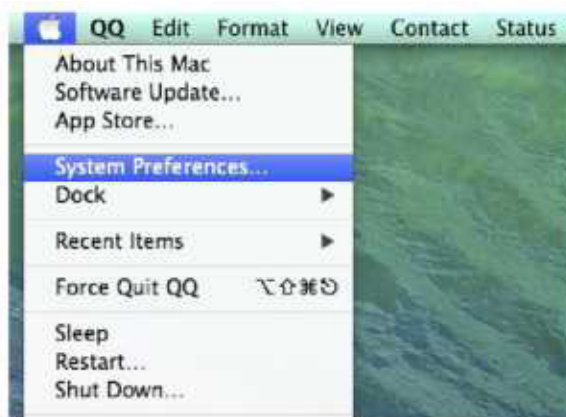 QQ Edit Format View Contact Status
About This Mac
Software Update...
App Store...
System Preferences...
Dock ▶
Recent Items ▶
Force Quit QQ ⌥⇧⌘⎋
Sleep
Restart...
Shut Down...